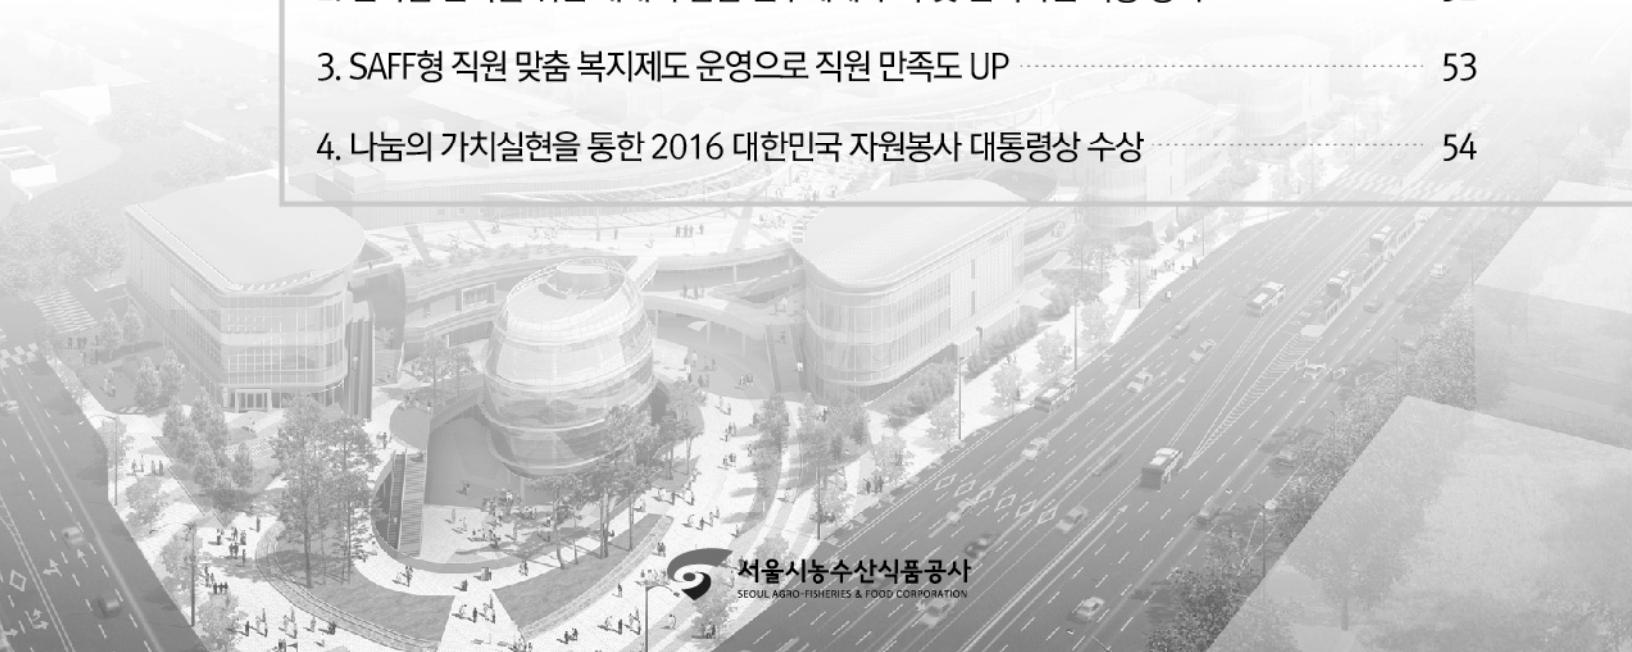 3. SAFF형 직원 맞춤 복지제도 운영으로 직원 만족도 UP 53
4. 나눔의 가치실현을 통한 2016 대한민국 자원봉사 대통령상 수상 54
서울시농수산식품공사
SEOUL AGRO-FISHERIES & FOOD CORPORATION